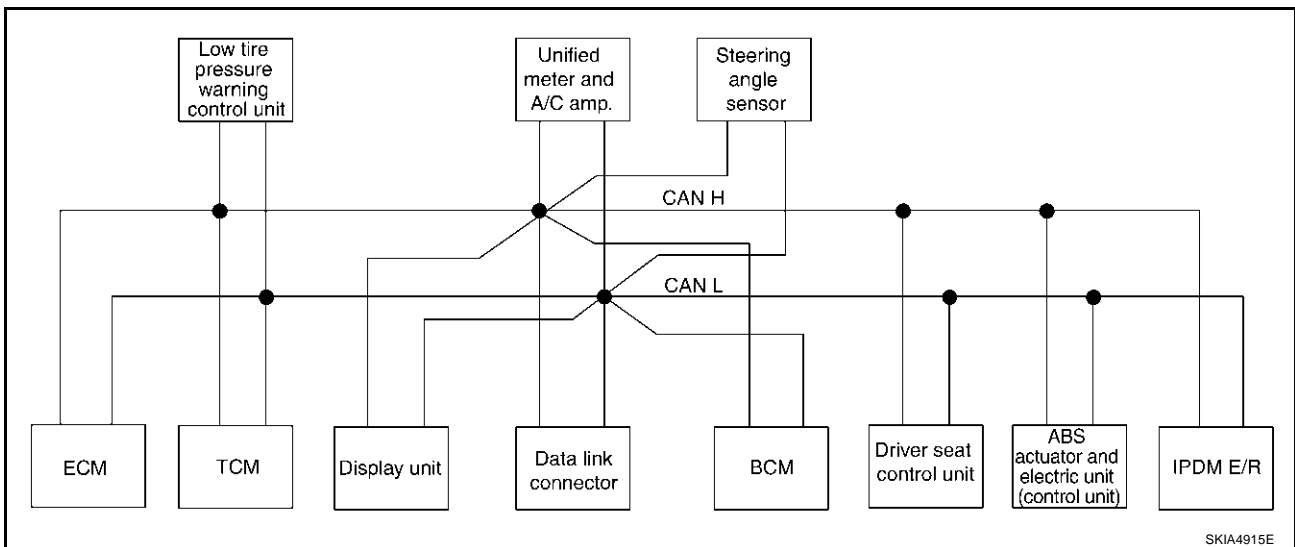 Low tire
pressure
warning
control unit
Unified
meter and
A/C amp.
Steering
angle
sensor
CAN H
CAN L
ECM
TCM
Display unit
Data link
connector
BCM
Driver seat
control unit
ABS
actuator and
electric unit
(control unit)
IPDM E/R
SKIA4915E